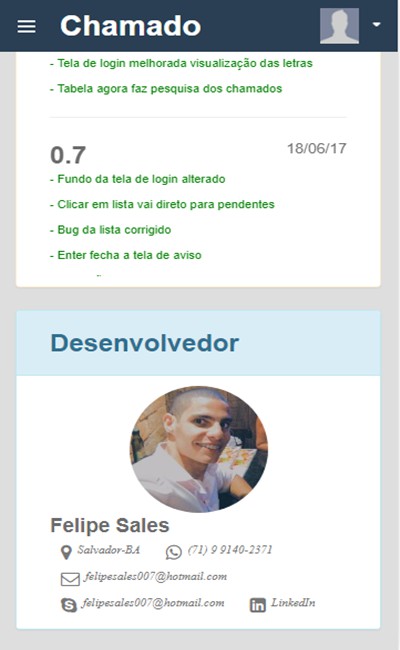 Chamado
- Tela de login melhorada visualização das letras
- Tabela agora faz pesquisa dos chamados
0.7 18/06/17
- Fundo da tela de login alterado
- Clicar em lista vai direto para pendentes
- Bug da lista corrigido
- Enter fecha a tela de aviso
Desenvolvedor
Felipe Sales
Salvador-BA (71) 9 9140-2371
felipesales007@hotmail.com
felipesales007@hotmail.com LinkedIn